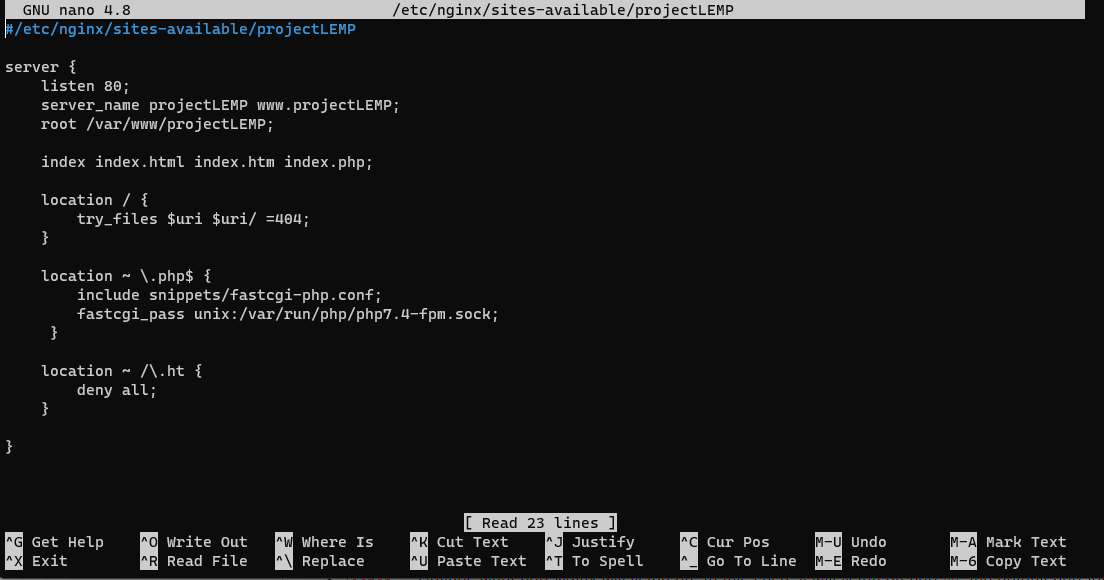 GNU nano 4.8 /etc/nginx/sites-available/projectLEMP
#/etc/nginx/sites-available/projectLEMP
server {
listen 80;
server_name projectLEMP www.projectLEMP;
root /var/www/projectLEMP;
index index.html index.htm index.php;
location / {
try_files $uri $uri/ =404;
}
location ~ \.php$ {
include snippets/fastcgi-php.conf;
fastcgi_pass unix:/var/run/php/php7.4-fpm.sock;
}
location ~ /\.ht {
deny all;
}
}
[ Read 23 lines ]
^G Get Help ^O Write Out ^W Where Is ^K Cut Text ^J Justify ^C Cur Pos M-U Undo M-A Mark Text
^X Exit ^R Read File ^\ Replace ^U Paste Text ^T To Spell ^_ Go To Line M-E Redo M-6 Copy Text